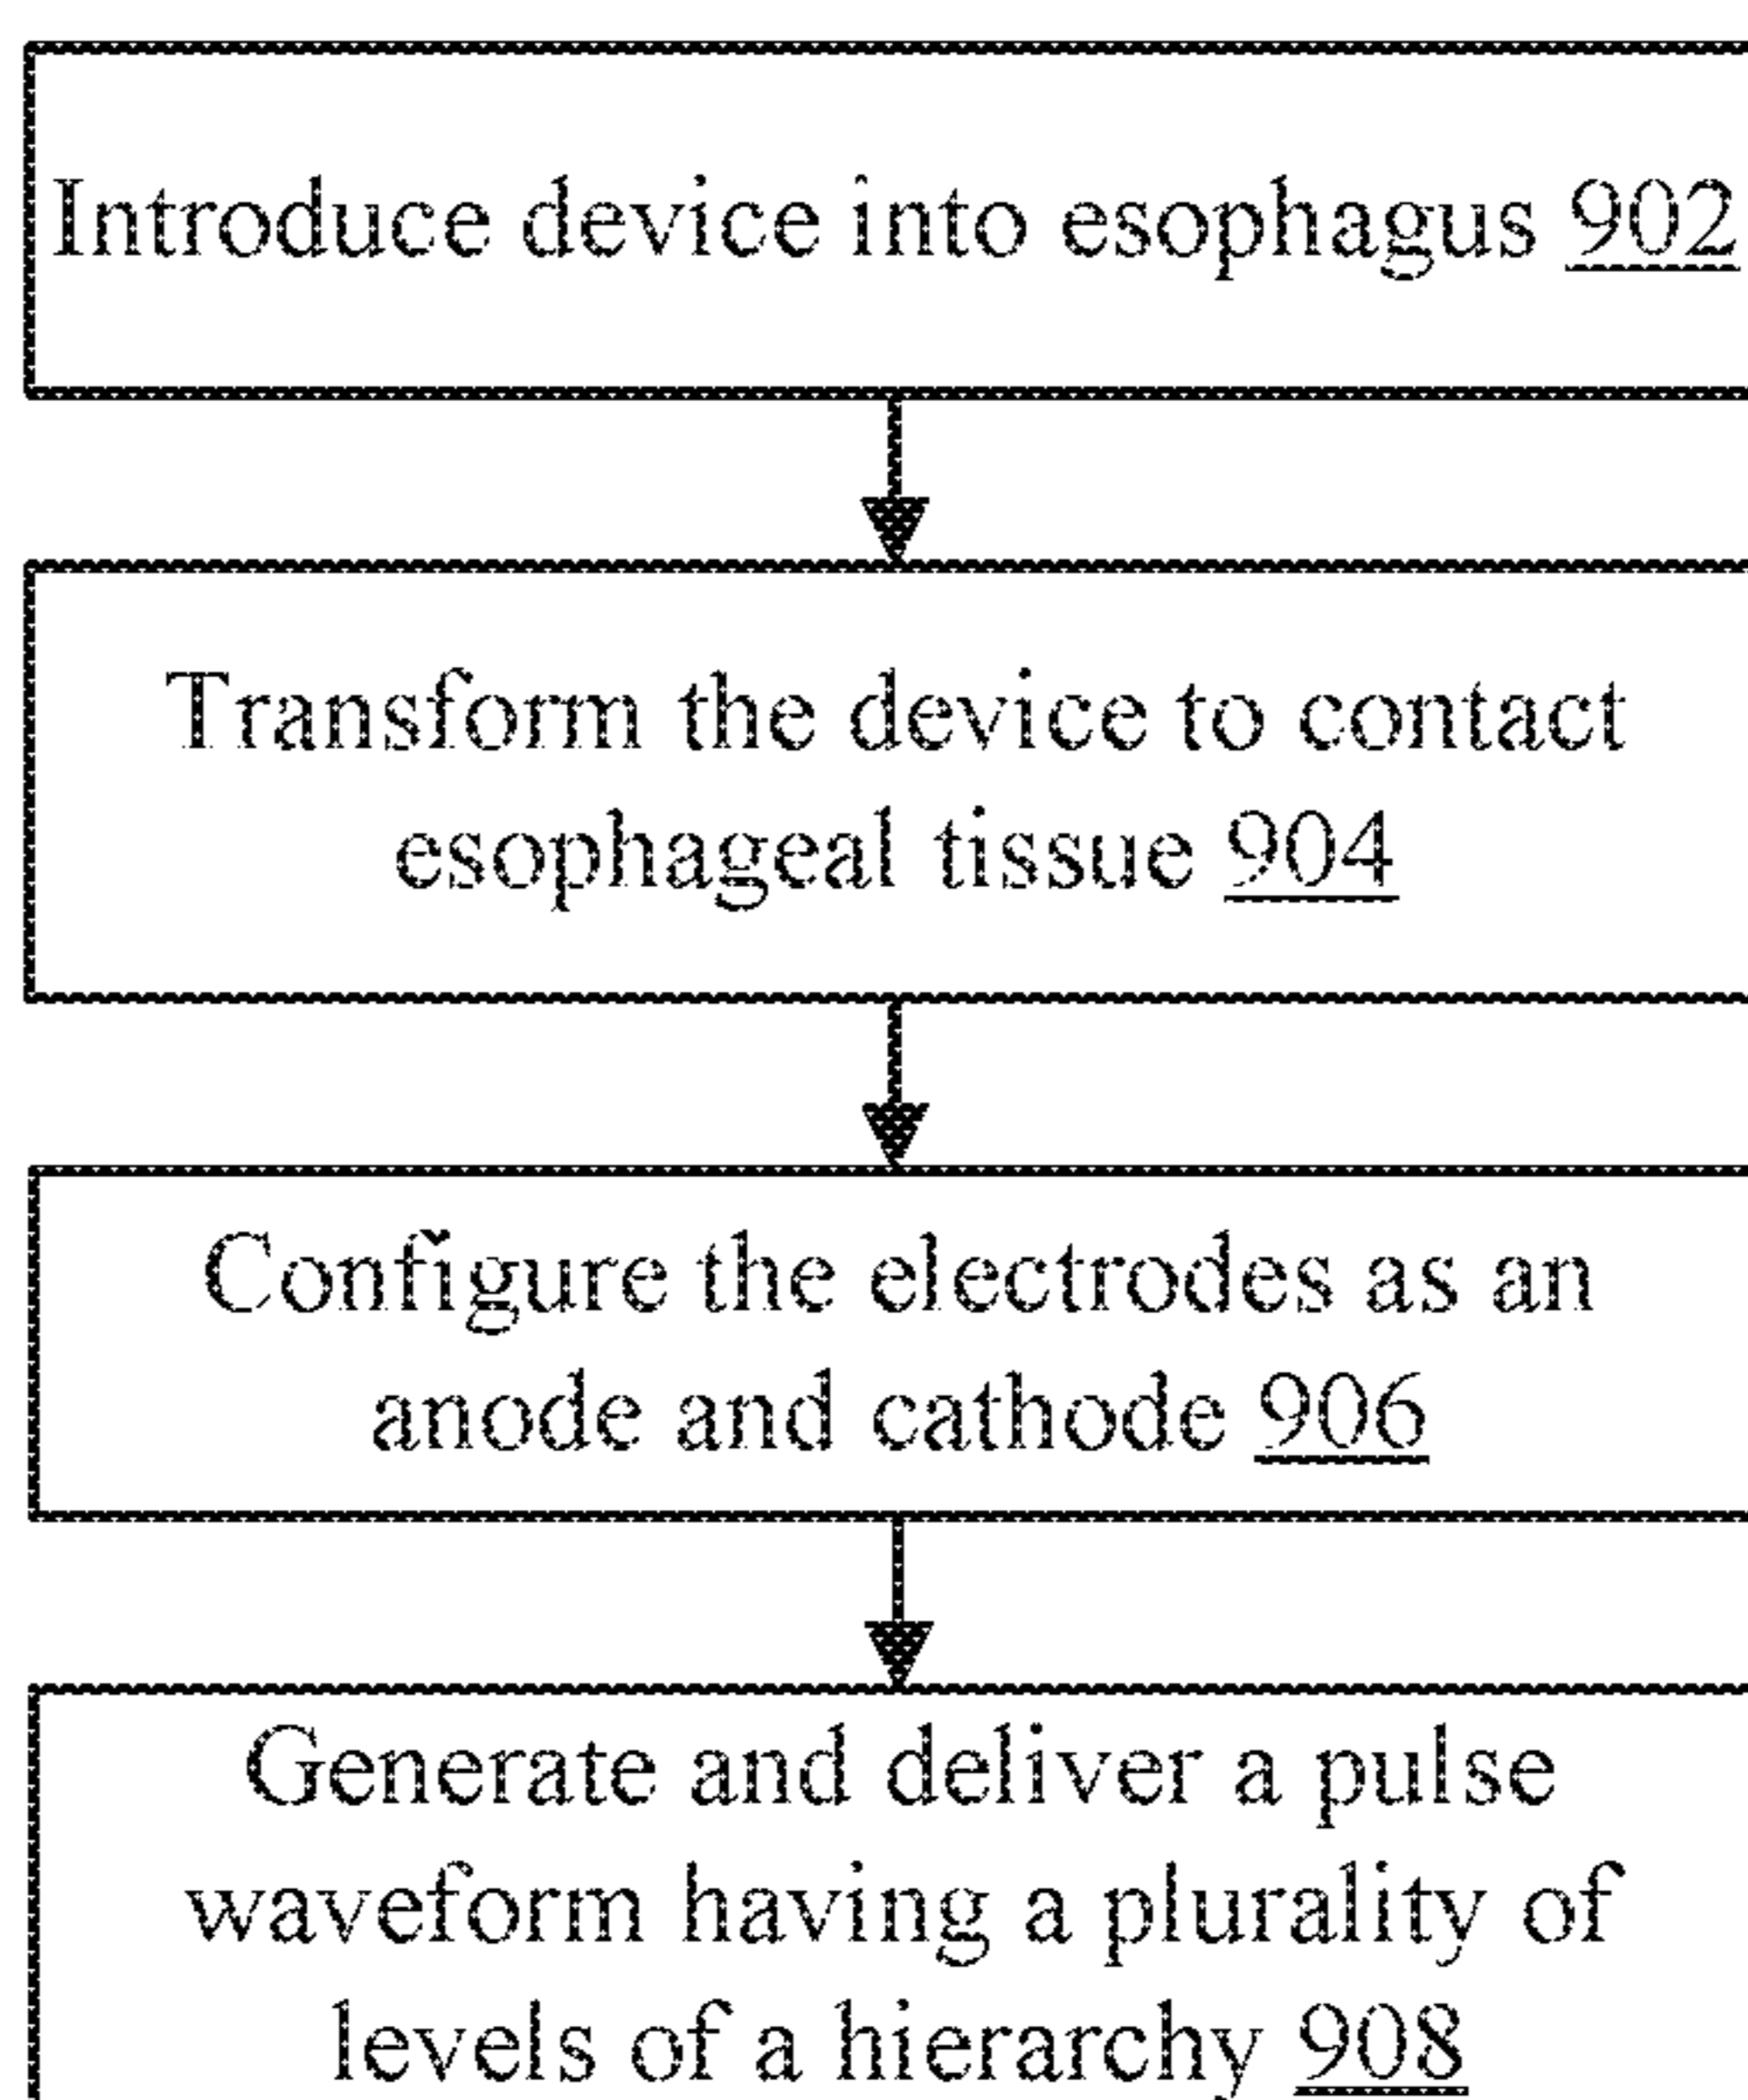 Introduce device into esophagus 902
Transform the device to contact
esophageal tissue 904
Configure the electrodes as an
anode and cathode 906
Generate and deliver a pulse
waveform having a plurality of
levels of a hierarchy 908